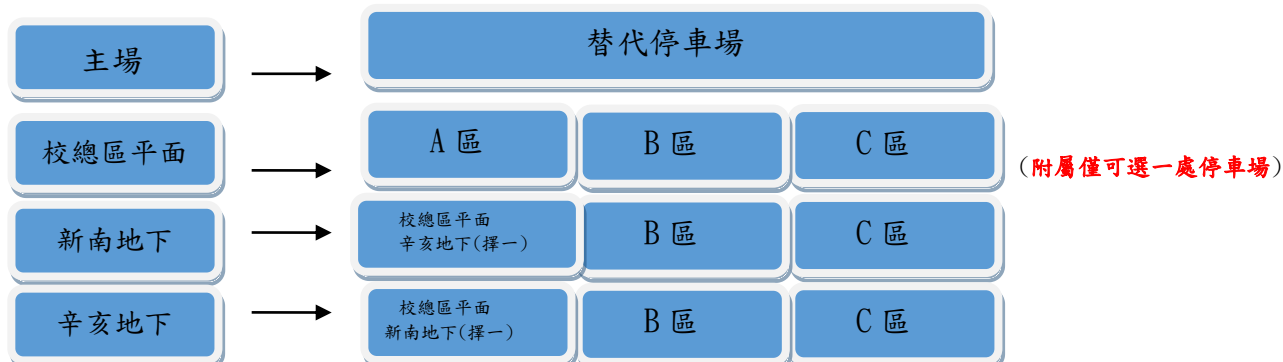 主場
替代停車場
校總區平面
A 區
B 區
C 區
(附屬僅可選一處停車場)
新南地下
校總區平面
辛亥地下(擇一)
B 區
C 區
辛亥地下
校總區平面
新南地下(擇一)
B 區
C 區